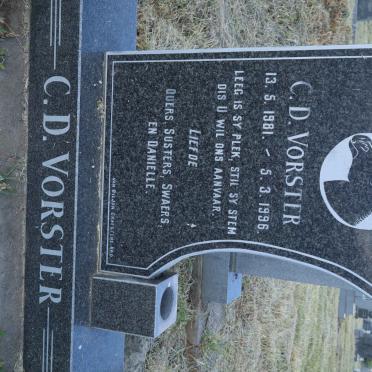 C. D. VORSTER
13. 5. 1981. ~ 5. 3. 1996.
LEEG IS SY PLEK, STIL SY STEM
DIS U WIL ONS AANVAAR.
LIEFDE
OUERS, SUSTERS, SWAERS
EN DANIELLE.
C. D. VORSTER